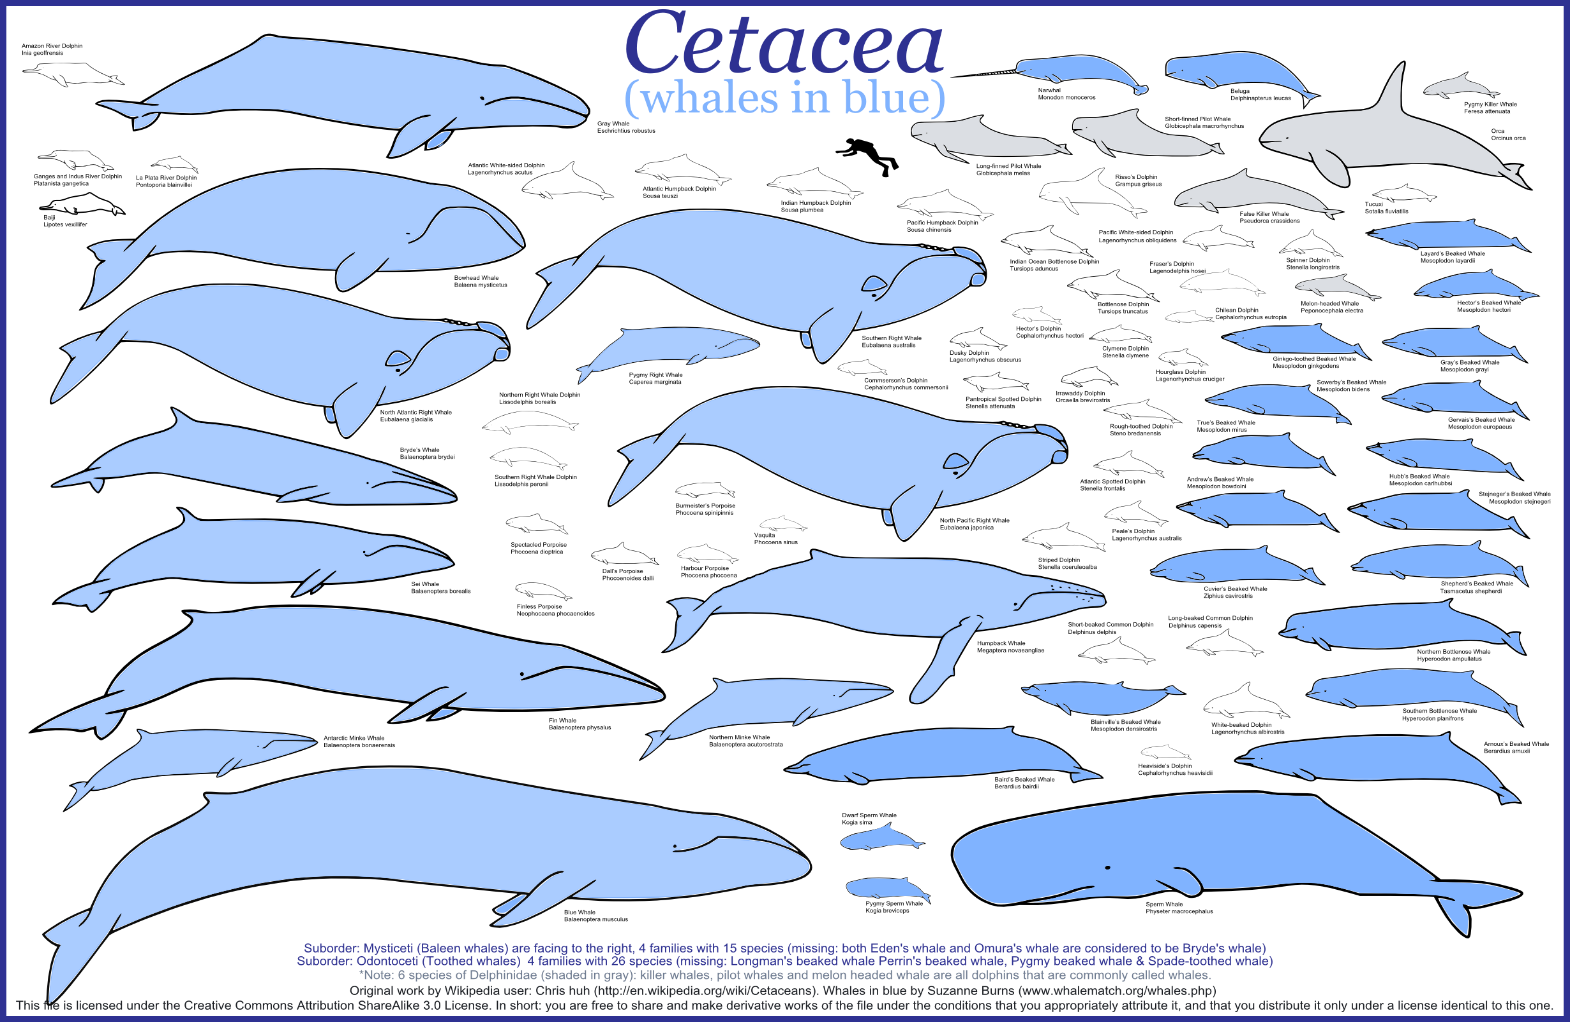 Cetacea
(whales in blue)
Amazon River Dolphin
Inia geoffrensis
Gray Whale
Eschrichtius robustus
Narwhal
Monodon monoceros
Beluga
Delphinapterus leucas
Pygmy Killer Whale
Feresa attenuata
Orca
Orcinus orca
Short-finned Pilot Whale
Globicephala macrorhynchus
Long-finned Pilot Whale
Globicephala melas
Ganges and Indus River Dolphin
Platanista gangetica
La Plata River Dolphin
Pontoporia blainvillei
Baiji
Lipotes vexillifer
Atlantic White-sided Dolphin
Lagenorhynchus acutus
Atlantic Humpback Dolphin
Sousa teuszi
Indian Humpback Dolphin
Sousa plumbea
Pacific Humpback Dolphin
Sousa chinensis
Risso's Dolphin
Grampus griseus
False Killer Whale
Pseudorca crassidens
Tucuxi
Sotalia fluviatilis
Bowhead Whale
Balaena mysticetus
Indian Ocean Bottlenose Dolphin
Tursiops aduncus
Pacific White-sided Dolphin
Lagenorhynchus obliquidens
Spinner Dolphin
Stenella longirostris
Layard's Beaked Whale
Mesoplodon layardii
Fraser's Dolphin
Lagenodelphis hosei
Bottlenose Dolphin
Tursiops truncatus
Melon-headed Whale
Peponocephala electra
Hector's Beaked Whale
Mesoplodon hectori
Chilean Dolphin
Cephalorhynchus eutropia
Hector's Dolphin
Cephalorhynchus hectori
Southern Right Whale
Eubalaena australis
Dusky Dolphin
Lagenorhynchus obscurus
Clymene Dolphin
Stenella clymene
Hourglass Dolphin
Lagenorhynchus cruciger
Ginkgo-toothed Beaked Whale
Mesoplodon ginkgodens
Gray's Beaked Whale
Mesoplodon grayi
Pygmy Right Whale
Caperea marginata
Commerson's Dolphin
Cephalorhynchus commersonii
Pantropical Spotted Dolphin
Stenella attenuata
Irrawaddy Dolphin
Orcaella brevirostris
Sowerby's Beaked Whale
Mesoplodon bidens
North Atlantic Right Whale
Eubalaena glacialis
Northern Right Whale Dolphin
Lissodelphis borealis
Rough-toothed Dolphin
Steno bredanensis
True's Beaked Whale
Mesoplodon mirus
Gervais's Beaked Whale
Mesoplodon europaeus
Bryde's Whale
Balaenoptera brydei
Southern Right Whale Dolphin
Lissodelphis peronii
Atlantic Spotted Dolphin
Stenella frontalis
Andrew's Beaked Whale
Mesoplodon bowdoini
Hubb's Beaked Whale
Mesoplodon carlhubbsi
Stejneger's Beaked Whale
Mesoplodon stejnegeri
Burmeister's Porpoise
Phocoena spinipinnis
Vaquita
Phocoena sinus
North Pacific Right Whale
Eubalaena japonica
Peale's Dolphin
Lagenorhynchus australis
Spectacled Porpoise
Phocoena dioptrica
Dall's Porpoise
Phocoenoides dalli
Harbour Porpoise
Phocoena phocoena
Striped Dolphin
Stenella coeruleoalba
Sei Whale
Balaenoptera borealis
Finless Porpoise
Neophocaena phocaenoides
Cuvier's Beaked Whale
Ziphius cavirostris
Shepherd's Beaked Whale
Tasmacetus shepherdi
Humpback Whale
Megaptera novaeangliae
Short-beaked Common Dolphin
Delphinus delphis
Long-beaked Common Dolphin
Delphinus capensis
Northern Bottlenose Whale
Hyperoodon ampullatus
Fin Whale
Balaenoptera physalus
Antarctic Minke Whale
Balaenoptera bonaerensis
Northern Minke Whale
Balaenoptera acutorostrata
Blainville's Beaked Whale
Mesoplodon densirostris
White-beaked Dolphin
Lagenorhynchus albirostris
Southern Bottlenose Whale
Hyperoodon planifrons
Baird's Beaked Whale
Berardius bairdii
Heaviside's Dolphin
Cephalorhynchus heavisidii
Arnoux's Beaked Whale
Berardius arnuxii
Dwarf Sperm Whale
Kogia sima
Pygmy Sperm Whale
Kogia breviceps
Blue Whale
Balaenoptera musculus
Sperm Whale
Physeter macrocephalus
Suborder: Mysticeti (Baleen whales) are facing to the right, 4 families with 15 species (missing: both Eden's whale and Omura's whale are considered to be Bryde's whale)
Suborder: Odontoceti (Toothed whales) 4 families with 26 species (missing: Longman's beaked whale Perrin's beaked whale, Pygmy beaked whale & Spade-toothed whale)
*Note: 6 species of Delphinidae (shaded in gray): killer whales, pilot whales and melon headed whale are all dolphins that are commonly called whales.
Original work by Wikipedia user: Chris huh (http://en.wikipedia.org/wiki/Cetaceans). Whales in blue by Suzanne Burns (www.whalematch.org/whales.php)
This file is licensed under the Creative Commons Attribution ShareAlike 3.0 License. In short: you are free to share and make derivative works of the file under the conditions that you appropriately attribute it, and that you distribute it only under a license identical to this one.